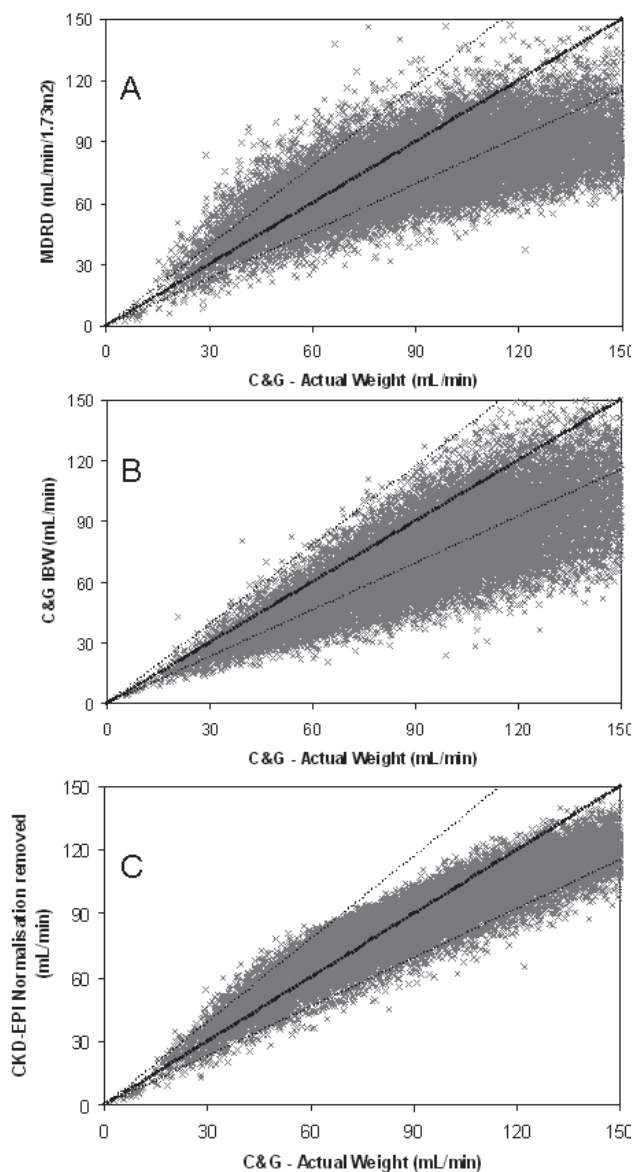 150
120
90
60
30
0
A
MDRD (mL/min/1.73m2)
0 30 60 90 120 150
C&G - Actual Weight (mL/min)
150
120
90
60
30
0
B
C&G IBW (mL/min)
0 30 60 90 120 150
C&G - Actual Weight (mL/min)
150
120
90
60
30
0
C
CKD-EPI Normalisation removed
(mL/min)
0 30 60 90 120 150
C&G - Actual Weight (mL/min)